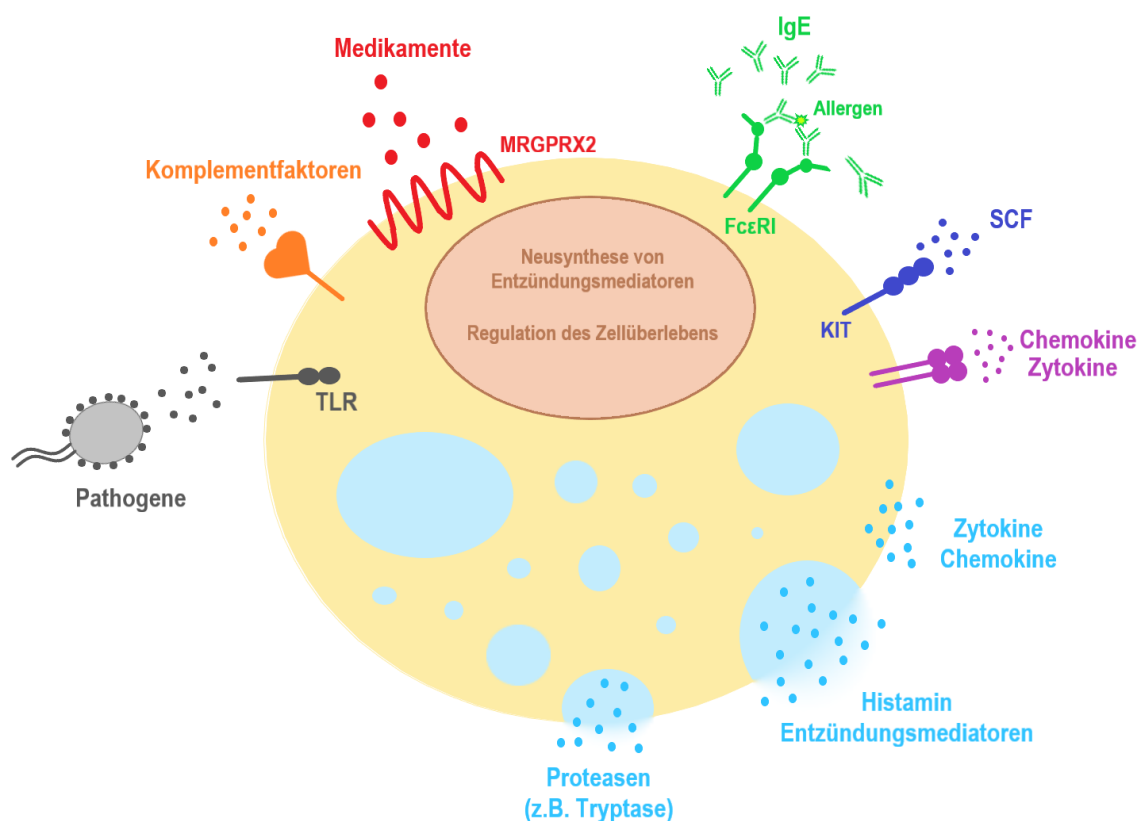 IgE
Medikamente
Allergen
MRGPRX2
Komplementfaktoren
FcεRI
SCF
Neusynthese von
Entzündungsmediatoren
Regulation des Zellüberlebens
KIT
Chemokine
Zytokine
TLR
Pathogene
Zytokine
Chemokine
Histamin
Entzündungsmediatoren
Proteasen
(z.B. Tryptase)